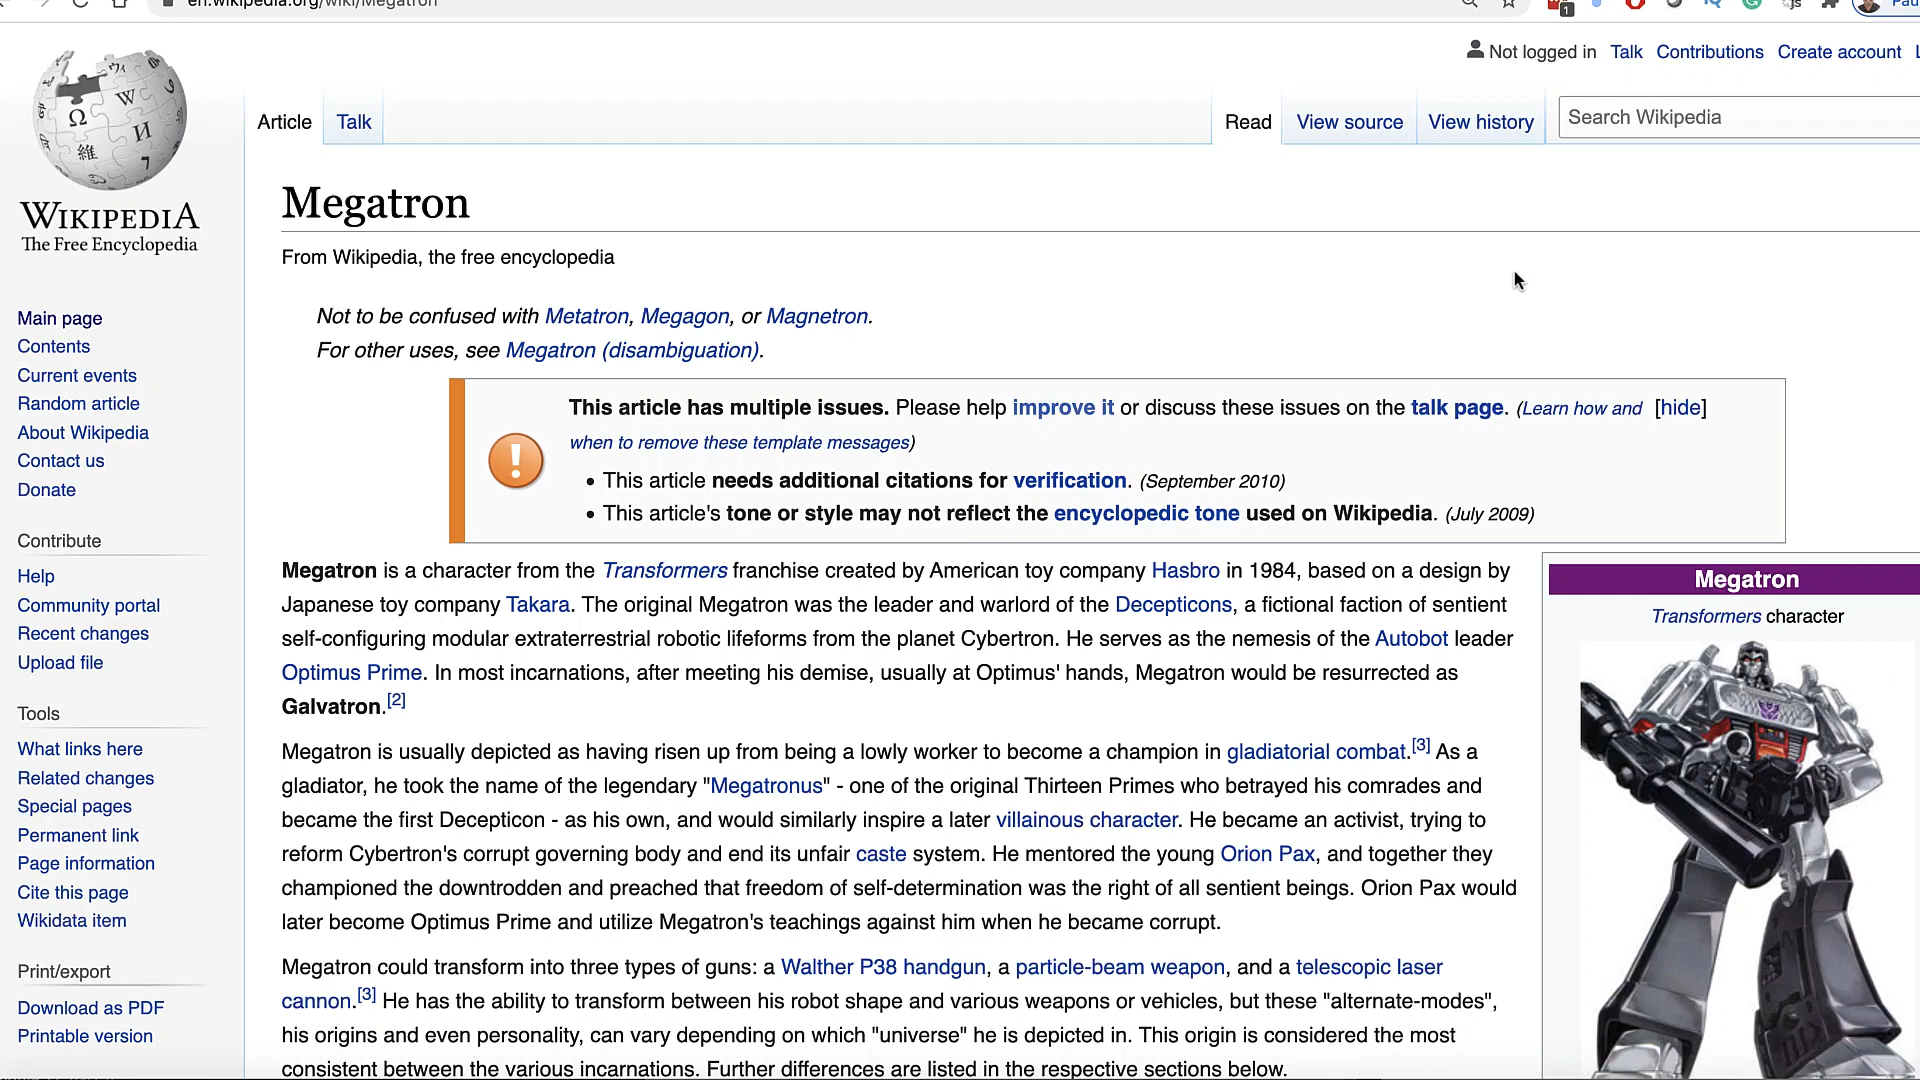 en.wikipedia.org/wiki/Megatron
1
Pau
Not logged in Talk Contributions Create account
Article Talk Read View source View history Search Wikipedia
WIKIPEDIA
The Free Encyclopedia
Megatron
From Wikipedia, the free encyclopedia
Not to be confused with Metatron, Megagon, or Magnetron.
For other uses, see Megatron (disambiguation).
This article has multiple issues. Please help improve it or discuss these issues on the talk page. (Learn how and [hide]
when to remove these template messages)
• This article needs additional citations for verification. (September 2010)
• This article's tone or style may not reflect the encyclopedic tone used on Wikipedia. (July 2009)
Main page
Contents
Current events
Random article
About Wikipedia
Contact us
Donate
Contribute
Help
Community portal
Recent changes
Upload file
Tools
What links here
Related changes
Special pages
Permanent link
Page information
Cite this page
Wikidata item
Print/export
Download as PDF
Printable version
Megatron is a character from the Transformers franchise created by American toy company Hasbro in 1984, based on a design by
Japanese toy company Takara. The original Megatron was the leader and warlord of the Decepticons, a fictional faction of sentient
self-configuring modular extraterrestrial robotic lifeforms from the planet Cybertron. He serves as the nemesis of the Autobot leader
Optimus Prime. In most incarnations, after meeting his demise, usually at Optimus' hands, Megatron would be resurrected as
Galvatron.[2]
Megatron is usually depicted as having risen up from being a lowly worker to become a champion in gladiatorial combat.[3] As a
gladiator, he took the name of the legendary "Megatronus" - one of the original Thirteen Primes who betrayed his comrades and
became the first Decepticon - as his own, and would similarly inspire a later villainous character. He became an activist, trying to
reform Cybertron's corrupt governing body and end its unfair caste system. He mentored the young Orion Pax, and together they
championed the downtrodden and preached that freedom of self-determination was the right of all sentient beings. Orion Pax would
later become Optimus Prime and utilize Megatron's teachings against him when he became corrupt.
Megatron could transform into three types of guns: a Walther P38 handgun, a particle-beam weapon, and a telescopic laser
cannon.[3] He has the ability to transform between his robot shape and various weapons or vehicles, but these "alternate-modes",
his origins and even personality, can vary depending on which "universe" he is depicted in. This origin is considered the most
consistent between the various incarnations. Further differences are listed in the respective sections below.
Megatron
Transformers character